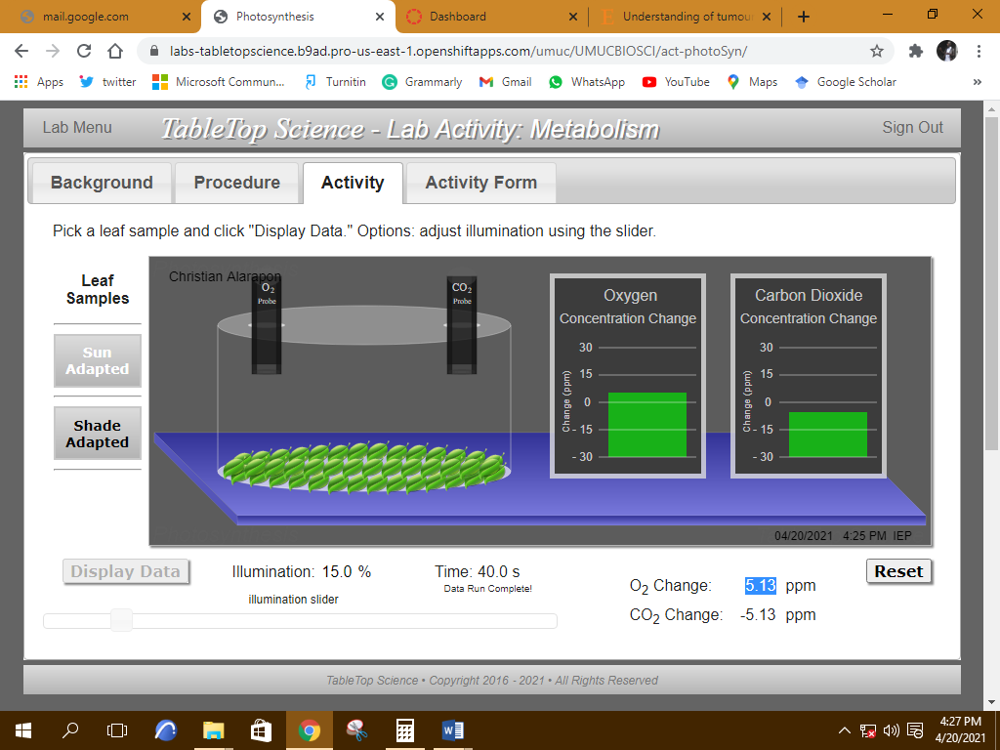 mail.google.com
Photosynthesis
Dashboard
Understanding of tumou
labs-tabletopscience.b9ad.pro-us-east-1.openshiftapps.com/umuc/UMUCBIOSCI/act-photoSyn/
Apps
twitter
Microsoft Commun...
Turnitin
Grammarly
Gmail
WhatsApp
YouTube
Maps
Google Scholar
»
Lab Menu
TableTop Science - Lab Activity: Metabolism
Sign Out
Background
Procedure
Activity
Activity Form
Pick a leaf sample and click "Display Data." Options: adjust illumination using the slider.
Leaf
Samples
Sun
Adapted
Shade
Adapted
Christian Alarapon
O2
Probe
CO2
Probe
Oxygen
Concentration Change
Change (ppd)
30
15
0
- 15
- 30
Carbon Dioxide
Concentration Change
Change (ppd)
30
15
0
- 15
- 30
04/20/2021 4:25 PM IEP
Display Data
Illumination: 15.0 %
illumination slider
Time: 40.0 s
Data Run Complete!
O2 Change: 5.13 ppm
CO2 Change: -5.13 ppm
Reset
TableTop Science • Copyright 2016 - 2021 • All Rights Reserved
4:27 PM
4/20/2021